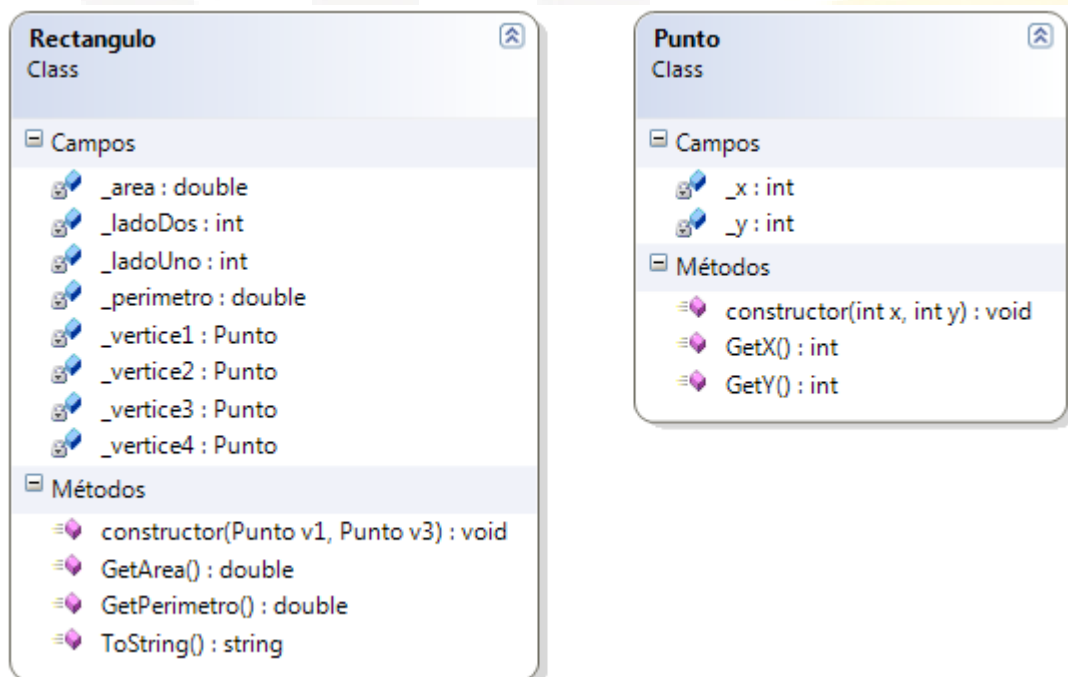 Rectangulo
Class
Campos
_area : double
_ladoDos : int
_ladoUno : int
_perimetro : double
_vertice1 : Punto
_vertice2 : Punto
_vertice3 : Punto
_vertice4 : Punto
Métodos
constructor(Punto v1, Punto v3) : void
GetArea() : double
GetPerimetro() : double
ToString() : string
Punto
Class
Campos
_x : int
_y : int
Métodos
constructor(int x, int y) : void
GetX() : int
GetY() : int